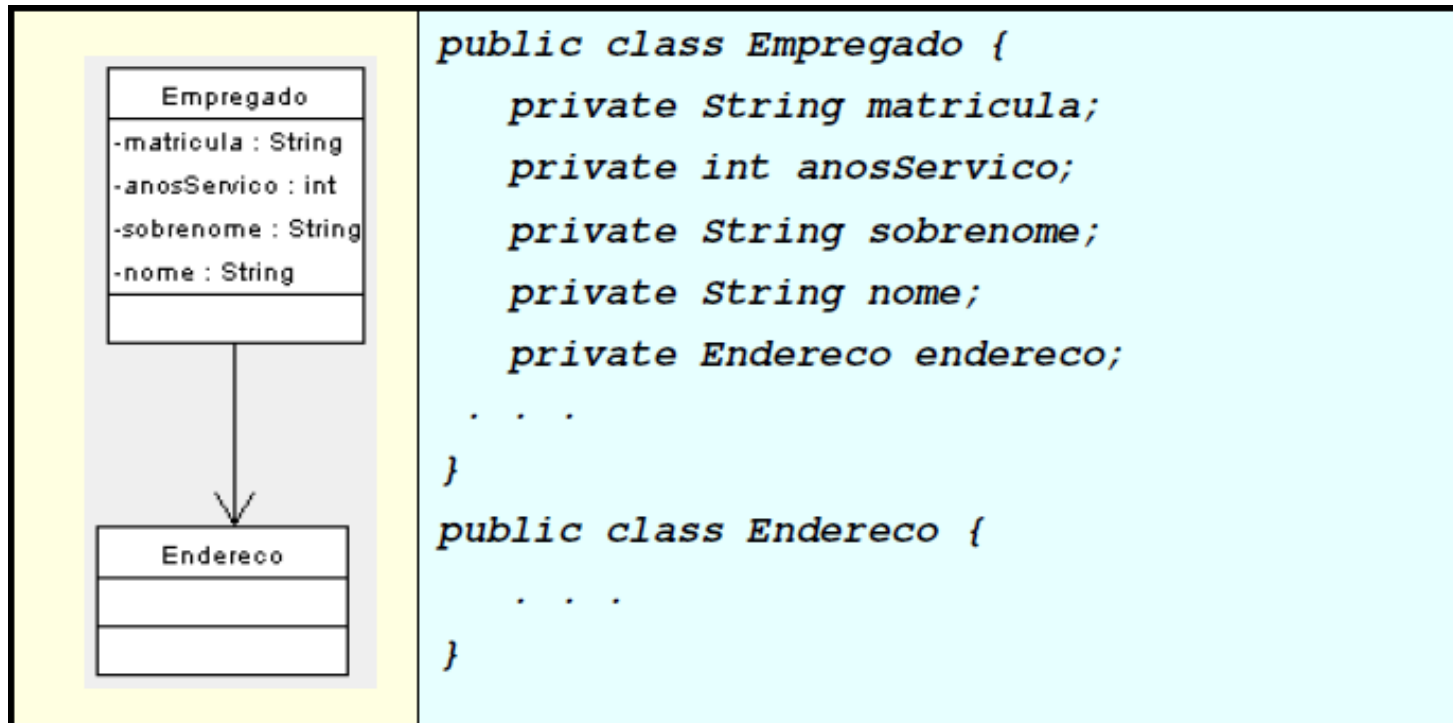 Empregado
-matricula : String
-anosServico : int
-sobrenome : String
-nome : String
Endereco
public class Empregado {
private String matricula;
private int anosServico;
private String sobrenome;
private String nome;
private Endereco endereco;
. . .
}
public class Endereco {
. . .
}